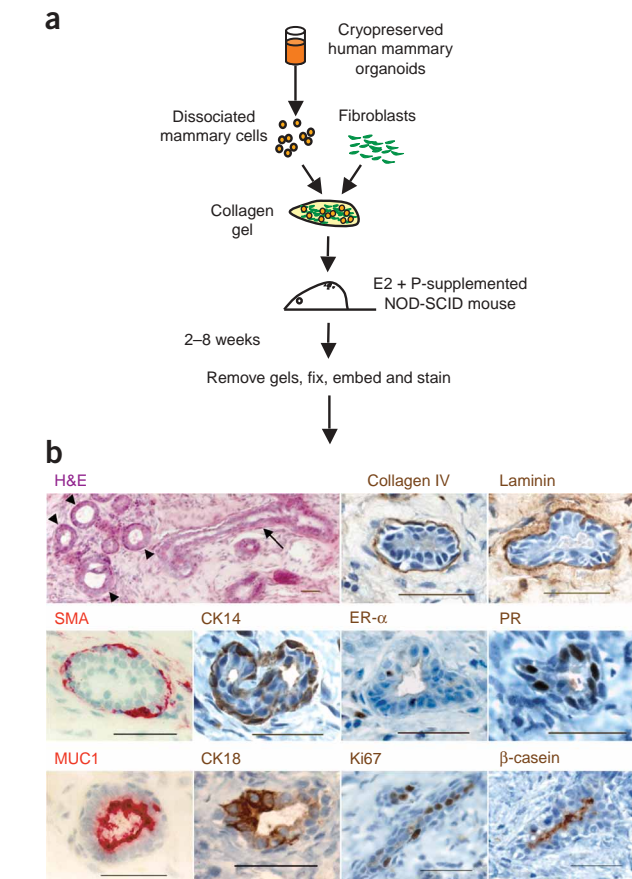 a
Cryopreserved
human mammary
organoids
Dissociated
mammary cells
Fibroblasts
Collagen
gel
E2 + P-supplemented
NOD-SCID mouse
2–8 weeks
Remove gels, fix, embed and stain
b
H&E
Collagen IV
Laminin
SMA
CK14
ER-α
PR
MUC1
CK18
Ki67
β-casein